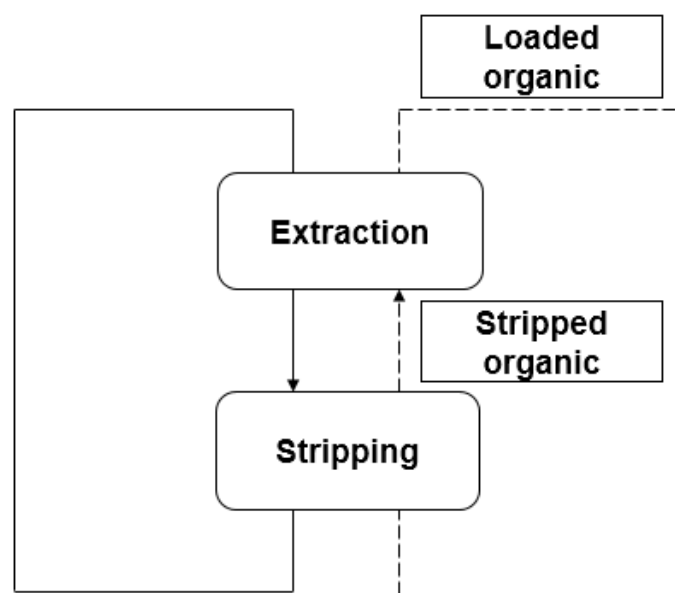 Loaded
organic
Extraction
Stripped
organic
Stripping